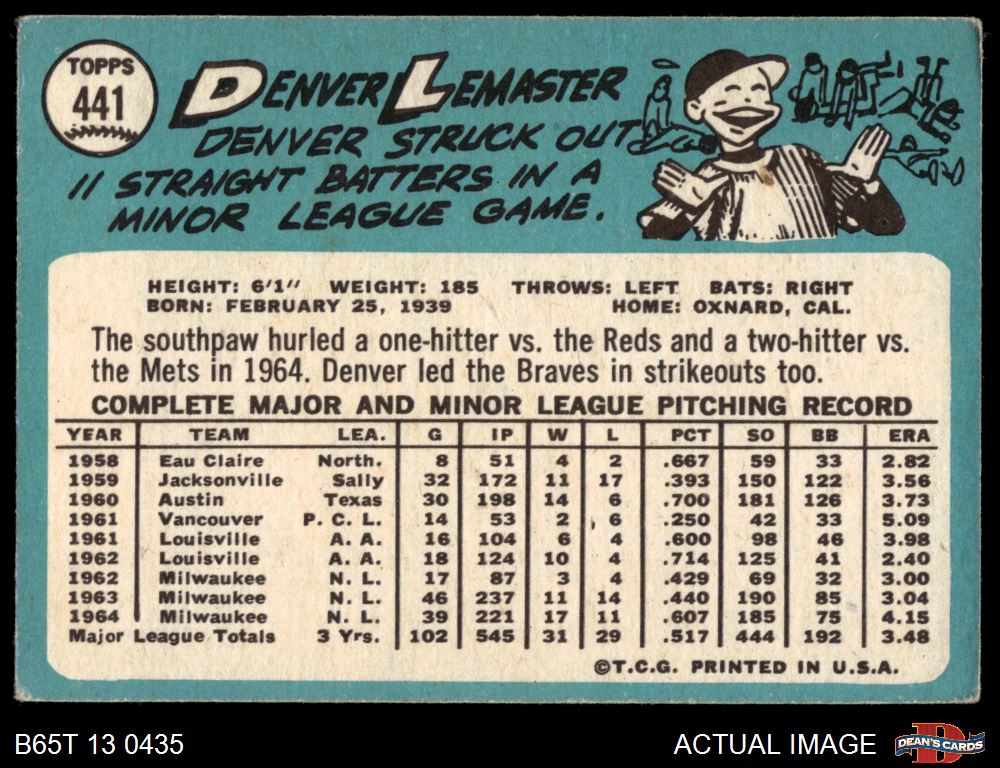 TOPPS
441
DENVER LEMASTER
DENVER STRUCK OUT
11 STRAIGHT BATTERS IN A
MINOR LEAGUE GAME.
HEIGHT: 6'1" WEIGHT: 185 THROWS: LEFT BATS: RIGHT
BORN: FEBRUARY 25, 1939 HOME: OXNARD, CAL.
The southpaw hurled a one-hitter vs. the Reds and a two-hitter vs.
the Mets in 1964. Denver led the Braves in strikeouts too.
COMPLETE MAJOR AND MINOR LEAGUE PITCHING RECORD
YEAR TEAM LEA. G IP W L PCT SO BB ERA
1958 Eau Claire North. 8 51 4 2 .667 59 33 2.82
1959 Jacksonville Sally 32 172 11 17 .393 150 122 3.56
1960 Austin Texas 30 198 14 6 .700 181 126 3.73
1961 Vancouver P. C. L. 14 53 2 6 .250 42 33 5.09
1961 Louisville A. A. 16 104 6 4 .600 98 46 3.98
1962 Louisville A. A. 18 124 10 4 .714 125 41 2.40
1962 Milwaukee N. L. 17 87 3 4 .429 69 32 3.00
1963 Milwaukee N. L. 46 237 11 14 .440 190 85 3.04
1964 Milwaukee N. L. 39 221 17 11 .607 185 75 4.15
Major League Totals 3 Yrs. 102 545 31 29 .517 444 192 3.48
©T.C.G. PRINTED IN U.S.A.
B65T 13 0435
ACTUAL IMAGE
D
DEAN'S CARDS